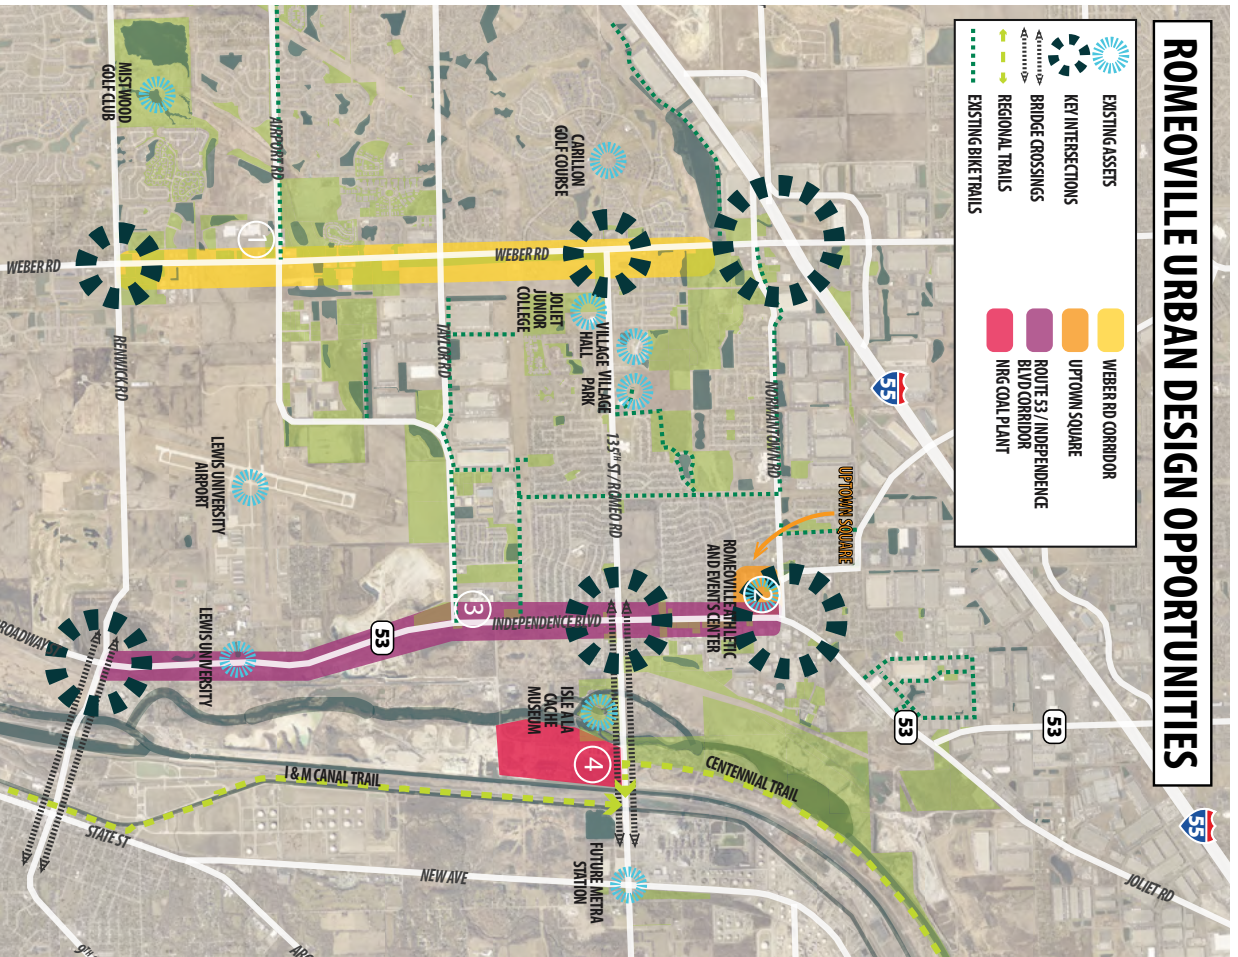 ROMEOVILLE URBAN DESIGN OPPORTUNITIES
EXISTING ASSETS
KEY INTERSECTIONS
BRIDGE CROSSINGS
REGIONAL TRAILS
EXISTING BIKE TRAILS
WEBER RD CORRIDOR
UPTOWN SQUARE
ROUTE 53 / INDEPENDENCE
BLVD CORRIDOR
NRG COAL PLANT
55
55
53
53
53
JOLIET RD
NORMANTOWN RD
UPTOWN SQUARE
2
ROMEOVILLE ATHLETIC
AND EVENTS CENTER
CENTENNIAL TRAIL
CARILLON
GOLF COURSE
WEBER RD
VILLAGE
PARK
VILLAGE
HALL
JOLIET
JUNIOR
COLLEGE
135TH ST / ROMEO RD
INDEPENDENCE BLVD
ISLE A LA
CACHE
MUSEUM
4
FUTURE METRA
STATION
TAYLOR RD
3
NEW AVE
AIRPORT RD
1
I & M CANAL TRAIL
LEWIS UNIVERSITY
AIRPORT
LEWIS UNIVERSITY
MISTWOOD
GOLF CLUB
RENWICK RD
STATE ST
WEBER RD